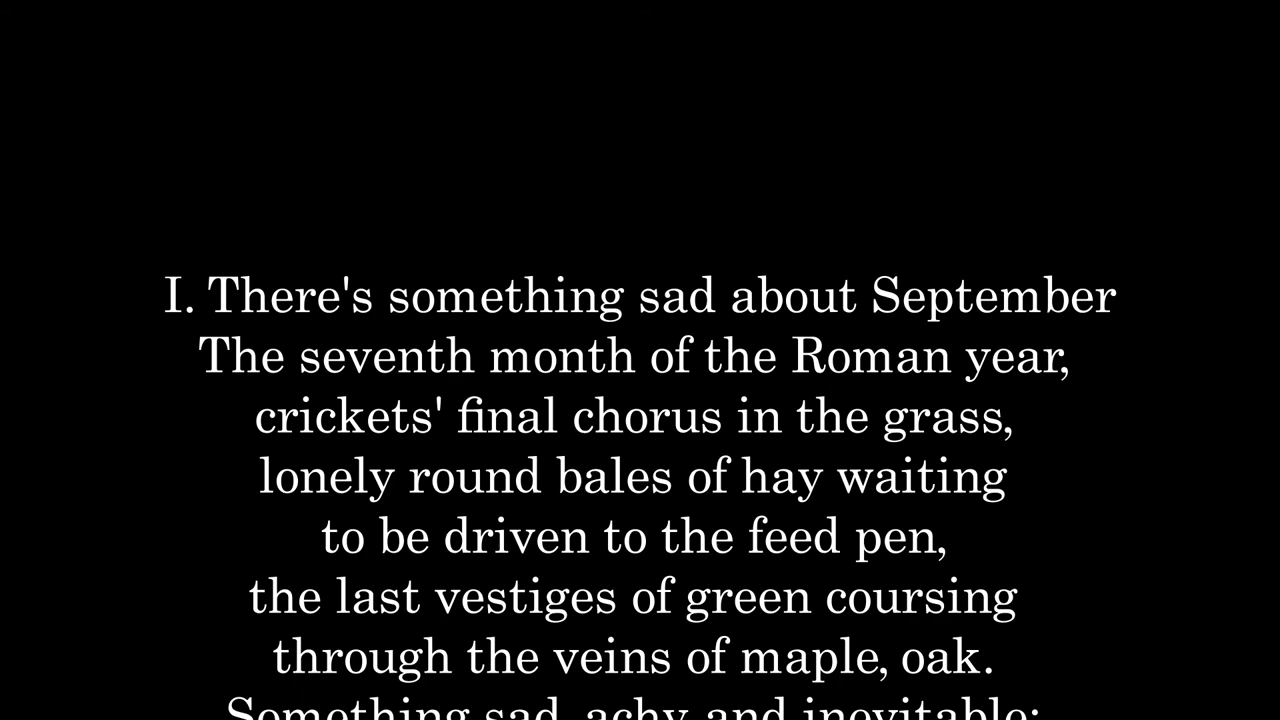 I. There's something sad about September
The seventh month of the Roman year,
crickets' final chorus in the grass,
lonely round bales of hay waiting
to be driven to the feed pen,
the last vestiges of green coursing
through the veins of maple, oak.
Something sad, achy and inevitable: